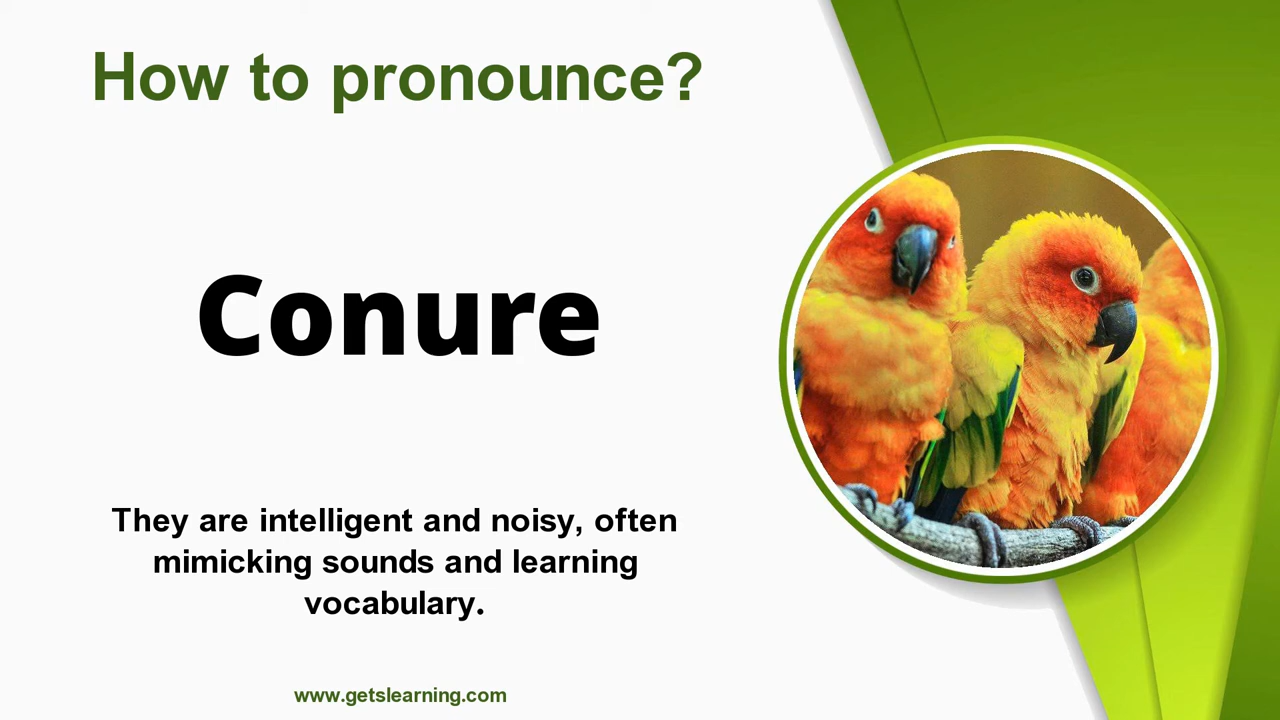 How to pronounce?
Conure
They are intelligent and noisy, often
mimicking sounds and learning
vocabulary.
www.getslearning.com